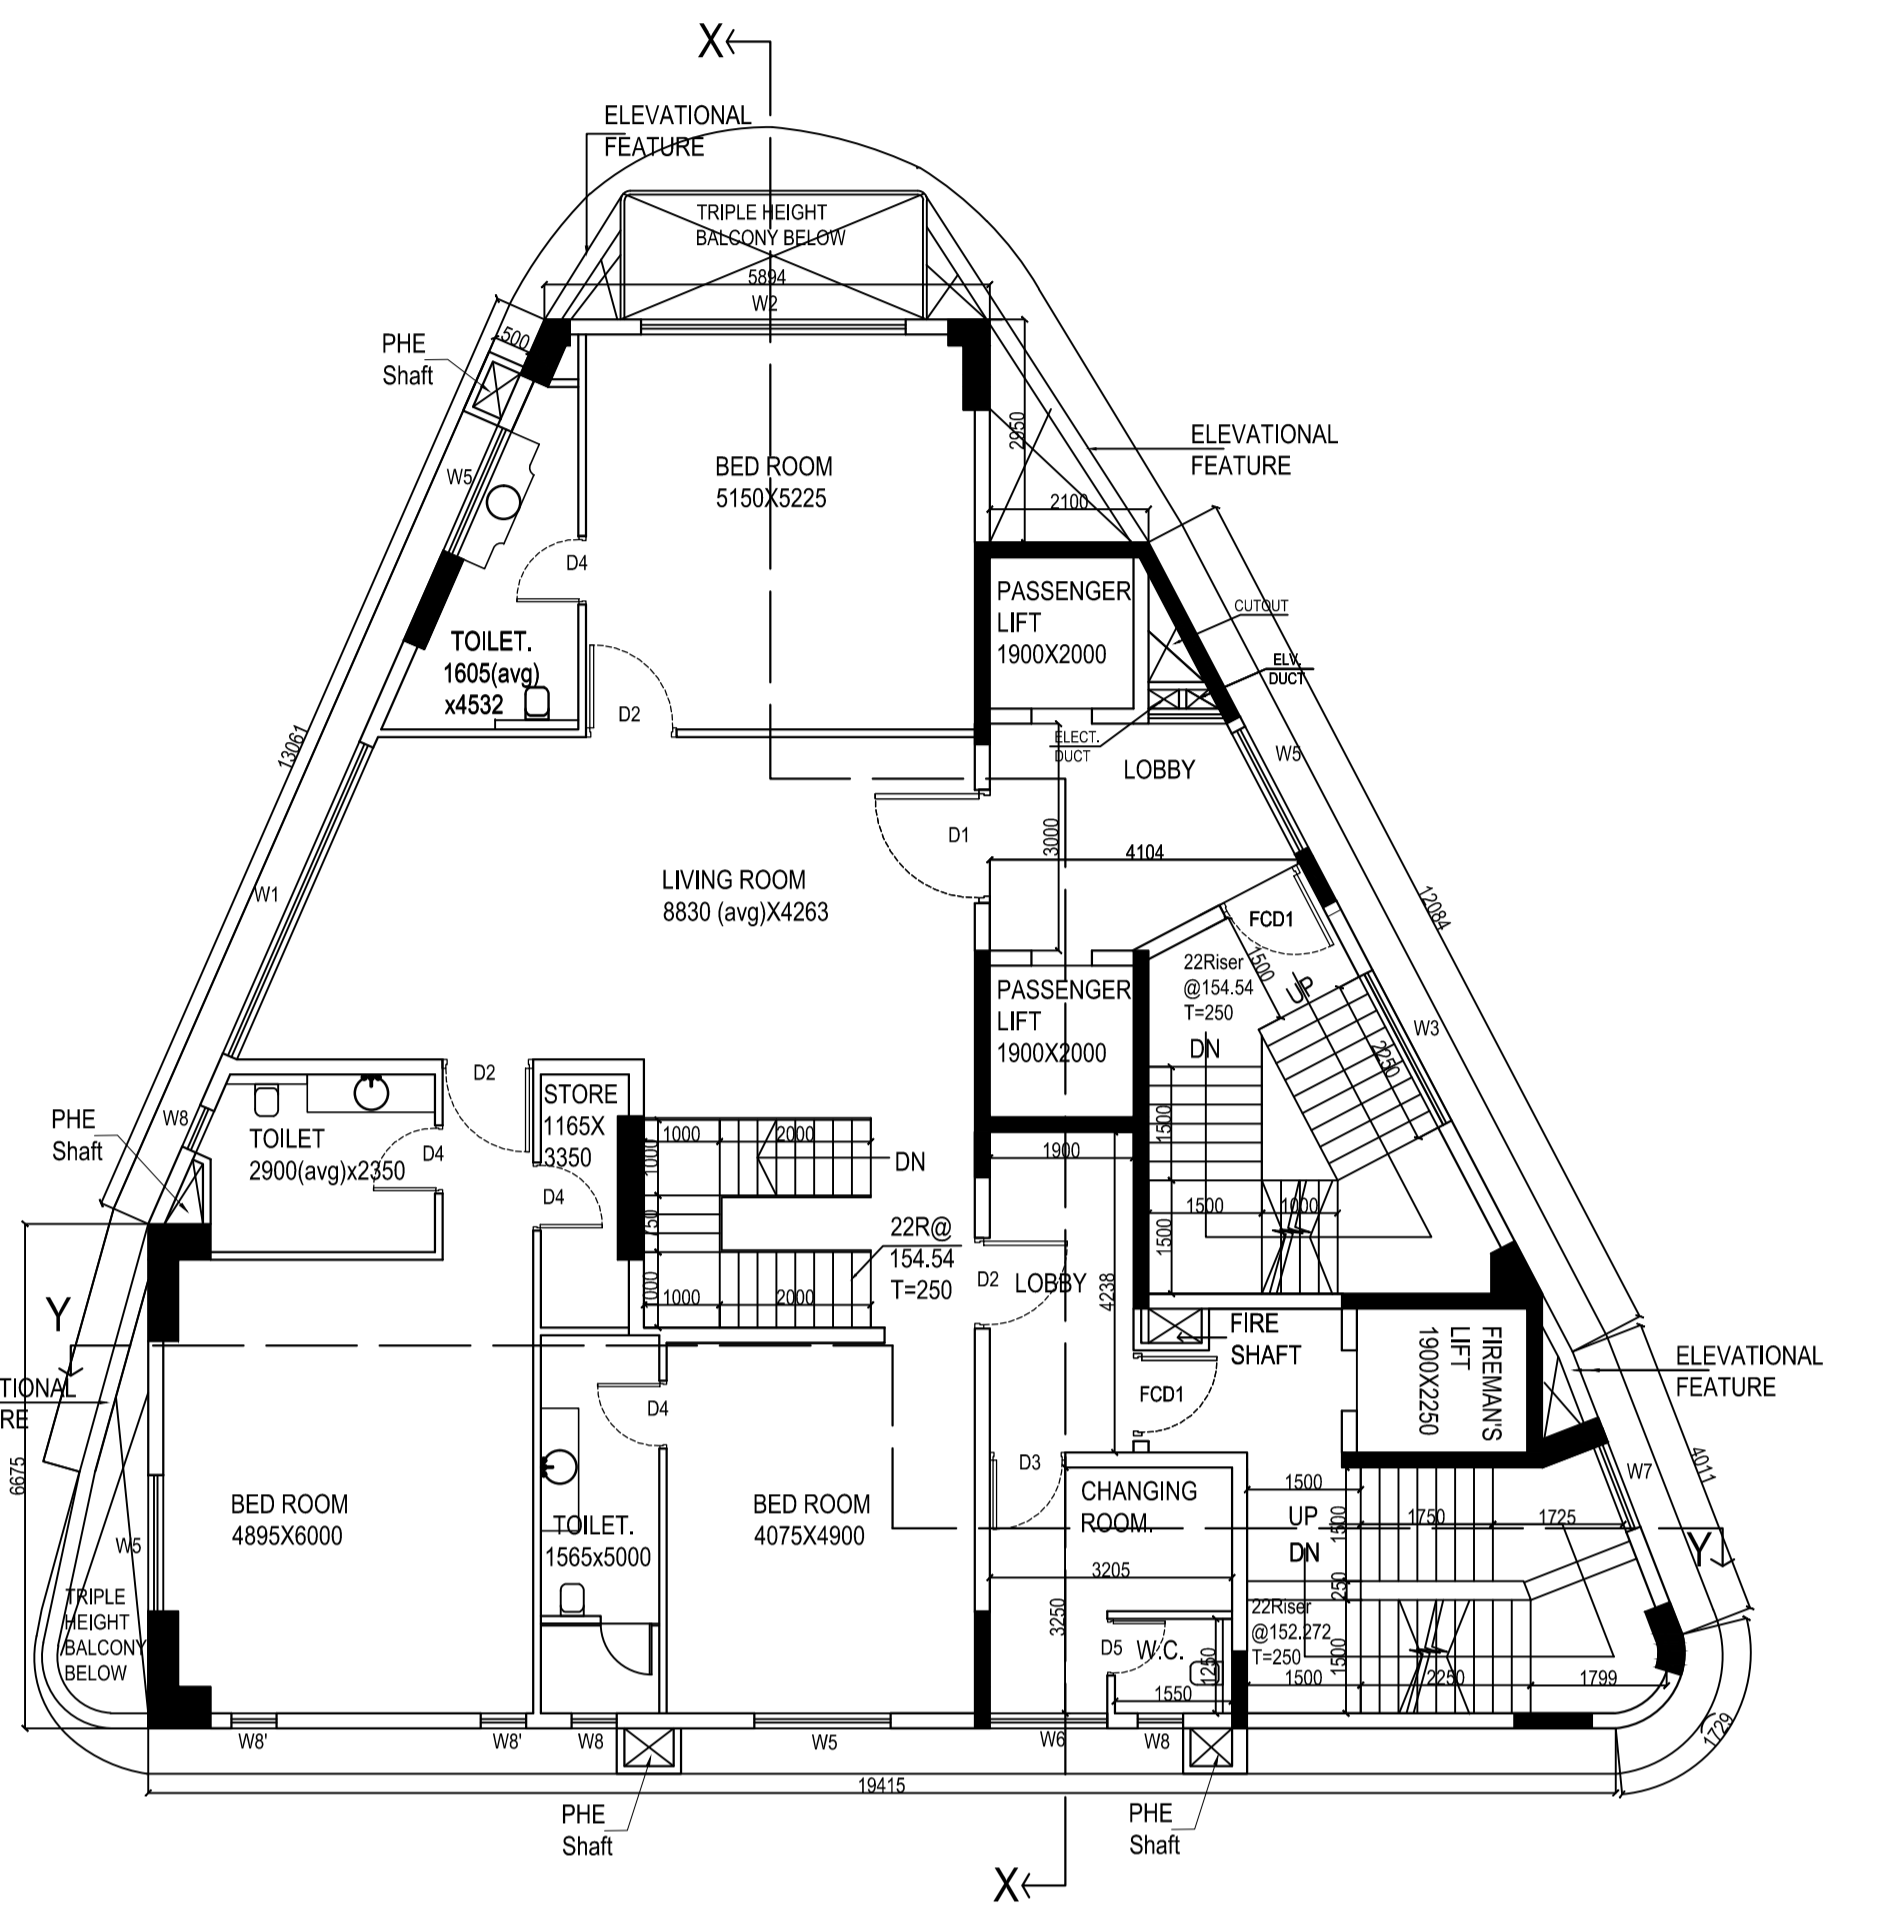 X
ELEVATIONAL
FEATURE
TRIPLE HEIGHT
BALCONY BELOW
5894
W2
PHE
Shaft
500
2950
ELEVATIONAL
FEATURE
W5
BED ROOM
5150X5225
2100
D4
PASSENGER
LIFT
1900X2000
CUTOUT
TOILET.
1605(avg)
x4532
ELV.
DUCT
D2
ELECT.
DUCT
LOBBY
W5
13061
D1
3000
4104
W1
LIVING ROOM
8830 (avg)X4263
12084
FCD1
1500
22Riser
@154.54
T=250
UP
PASSENGER
LIFT
1900X2000
DN
W3
2250
D2
STORE
1165X
3350
PHE
Shaft
W8
TOILET
2900(avg)x2350
D4
D4
1000
2000
1000
DN
1900
1500
750
1500
1000
1500
22R@
154.54
T=250
1000
1000
2000
D2
LOBBY
4238
FIRE
SHAFT
FIREMAN'S
LIFT
1900X2250
Y
ELEVATIONAL
FEATURE
TIONAL
RE
FCD1
D4
6675
D3
W7
4011
BED ROOM
4895X6000
TOILET.
1565x5000
BED ROOM
4075X4900
CHANGING
ROOM.
1500
UP
DN
1500
1750
1725
Y
W5
3205
250
TRIPLE
HEIGHT
BALCONY
BELOW
3250
22Riser
@152.272
T=250
D5
W.C.
1250
1500
1550
1500
2250
1799
1729
W8'
W8'
W8
W5
W6
W8
19415
PHE
Shaft
PHE
Shaft
X